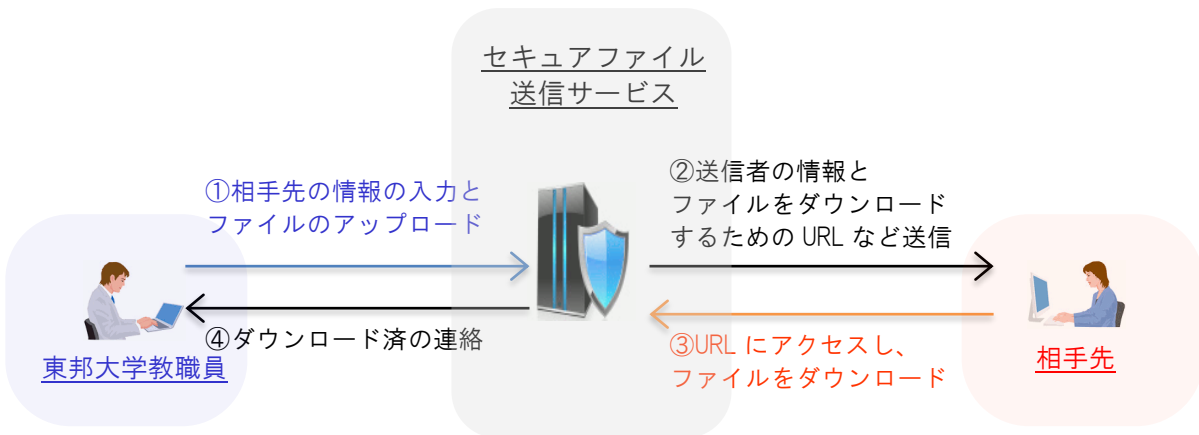 セキュアファイル
送信サービス
①相手先の情報の入力と
ファイルのアップロード
②送信者の情報と
ファイルをダウンロード
するための URL など送信
④ダウンロード済の連絡
東邦大学教職員
③URL にアクセスし、
ファイルをダウンロード
相手先